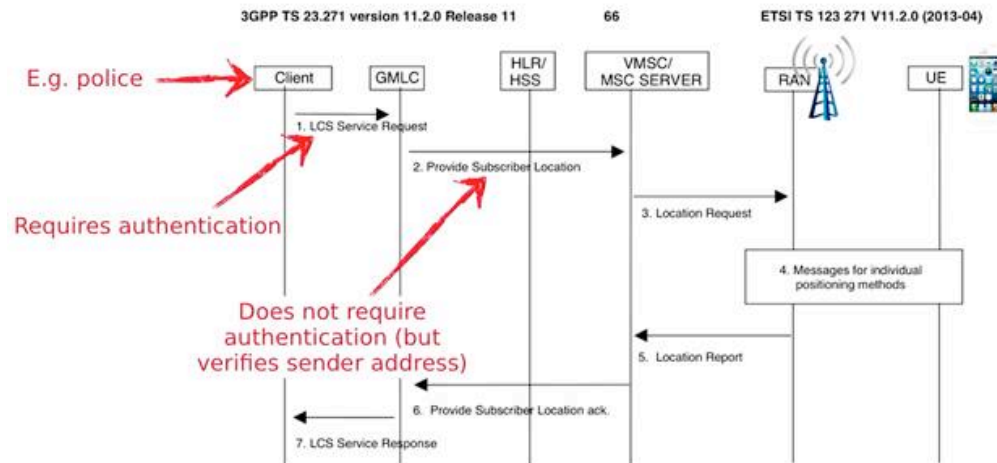 3GPP TS 23.271 version 11.2.0 Release 11 66 ETSI TS 123 271 V11.2.0 (2013-04)
E.g. police
Client
GMLC
HLR/
HSS
VMSC/
MSC SERVER
RAN
UE
1. LCS Service Request
2. Provide Subscriber Location
Requires authentication
3. Location Request
4. Messages for individual
positioning methods
Does not require
authentication (but
verifies sender address)
5. Location Report
6. Provide Subscriber Location ack.
7. LCS Service Response